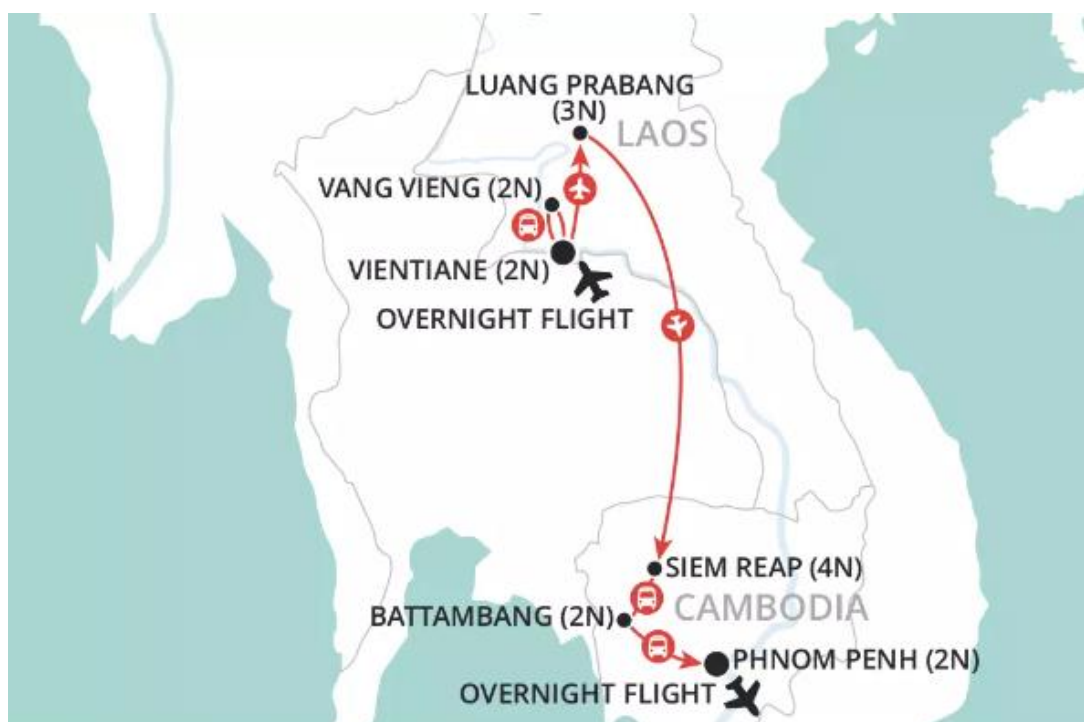 LUANG PRABANG
(3N)
LAOS
VANG VIENG (2N)
VIENTIANE (2N)
OVERNIGHT FLIGHT
SIEM REAP (4N)
CAMBODIA
BATTAMBANG (2N)
PHNOM PENH (2N)
OVERNIGHT FLIGHT